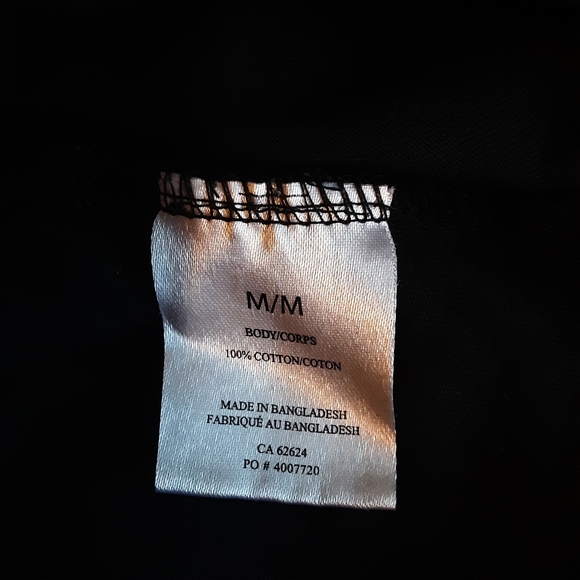 M/M
BODY/CORPS
100% COTTON/COTON
MADE IN BANGLADESH
FABRIQUÉ AU BANGLADESH
CA 62624
PO # 4007720